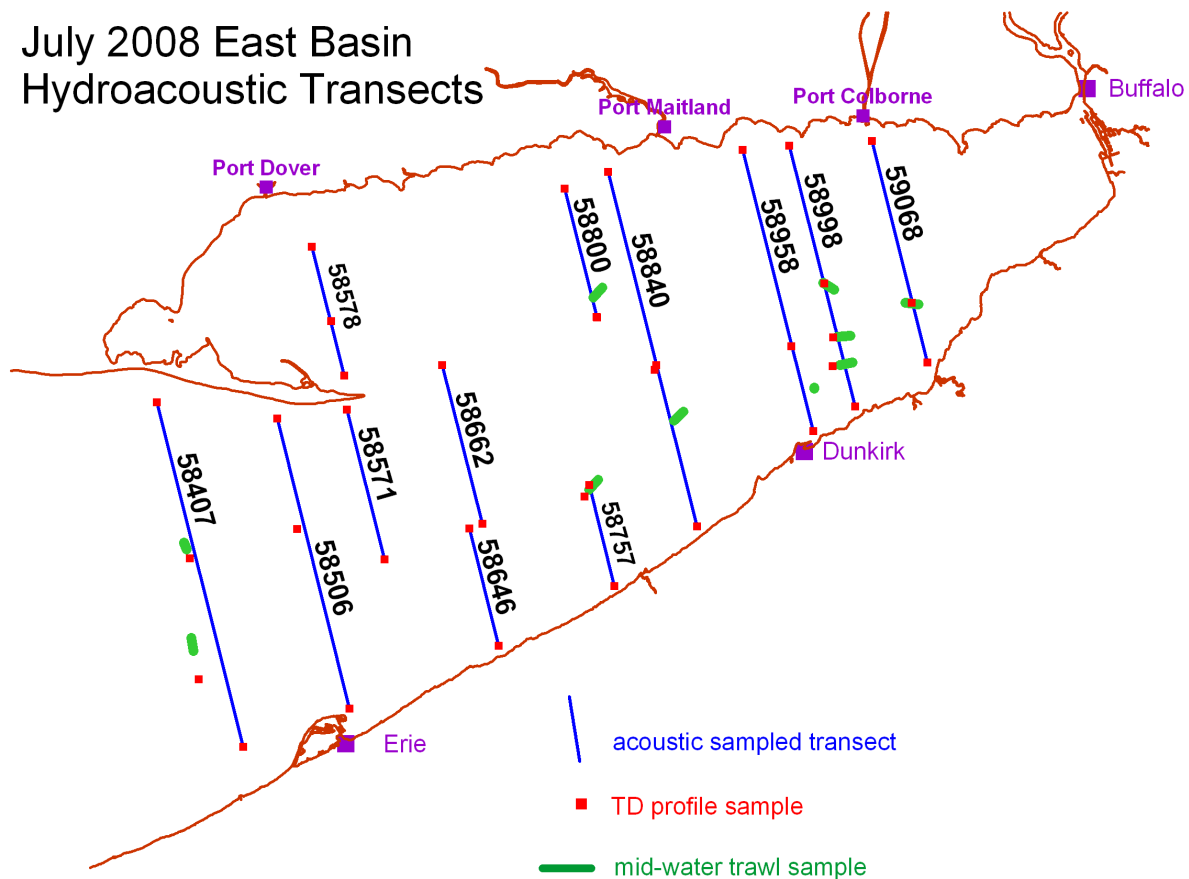 July 2008 East Basin
Hydroacoustic Transects
Port Maitland
Port Colborne
Buffalo
Port Dover
58578
58800
58840
58958
58998
59068
58407
58506
58571
58662
58646
58757
Dunkirk
Erie
acoustic sampled transect
TD profile sample
mid-water trawl sample